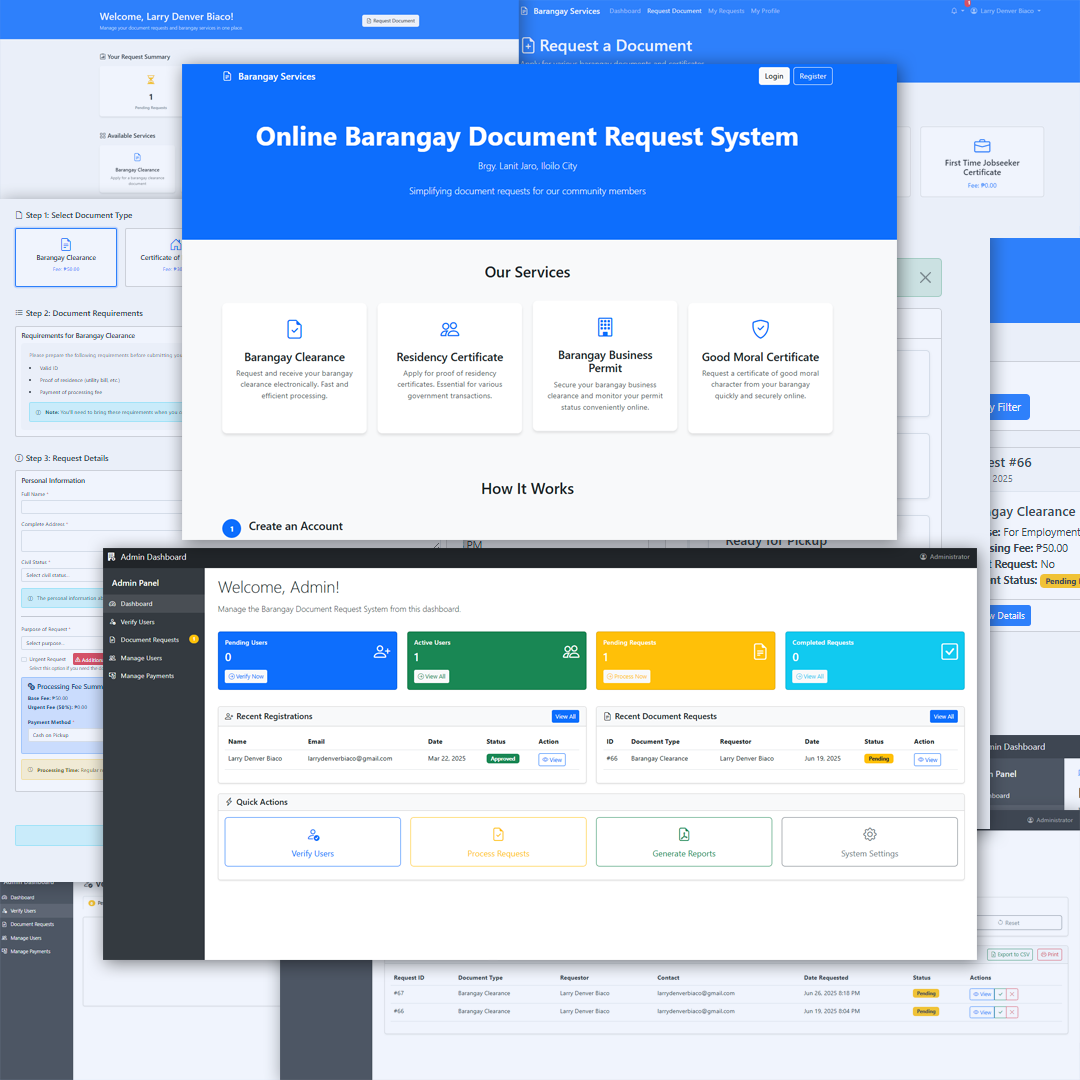 Welcome, Larry Denver Biaco!
Manage your document requests and barangay services in one place.
Request Document
Your Request Summary
1
Pending Requests
Available Services
Barangay Clearance
Apply for a barangay clearance
document
Barangay Services Dashboard Request Document My Requests My Profile
1
Larry Denver Biaco
Request a Document
First Time Jobseeker
Certificate
Fee: ₱0.00
Step 1: Select Document Type
Barangay Clearance
Fee: ₱50.00
Certificate of
Step 2: Document Requirements
Requirements for Barangay Clearance
Please prepare the following requirements before submitting
Valid ID
Proof of residence (utility bill, etc.)
Payment of processing fee
Note: You'll need to bring these requirements when you
Step 3: Request Details
Personal Information
Full Name *
Complete Address *
Civil Status *
Select civil status..
The personal information
Purpose of Request *
Select purpose..
Urgent Request
Select this option if you need the
Processing Fee
Base Fee: ₱50.00
Urgent Fee (50%): ₱0.00
Payment Method *
Cash on Pickup
Processing Time: Regular
Barangay Services
Login
Register
Online Barangay Document Request System
Brgy. Lanit Jaro, Iloilo City
Simplifying document requests for our community members
Our Services
Barangay Clearance
Request and receive your barangay
clearance electronically. Fast and
efficient processing.
Residency Certificate
Apply for proof of residency
certificates. Essential for various
government transactions.
Barangay Business
Permit
Secure your barangay business
clearance and monitor your permit
status conveniently online.
Good Moral Certificate
Request a certificate of good moral
character from your barangay
quickly and securely online.
How It Works
1 Create an Account
PM
Ready for Pickup
Filter
#66
2025
Clearance
For Employment
Fee: ₱50.00
Request: No
Status: Pending
Details
Admin Dashboard
Administrator
Admin Panel
Dashboard
Verify Users
Document Requests 1
Manage Users
Manage Payments
Welcome, Admin!
Manage the Barangay Document Request System from this dashboard.
Pending Users
0
Verify Now
Active Users
1
View All
Pending Requests
1
Process Now
Completed Requests
0
View All
Recent Registrations
View All
Name Email Date Status Action
Larry Denver Biaco larrydenverbiaco@gmail.com Mar 22, 2025 Approved View
Recent Document Requests
View All
ID Document Type Requestor Date Status Action
#66 Barangay Clearance Larry Denver Biaco Jun 19, 2025 Pending View
Quick Actions
Verify Users
Process Requests
Generate Reports
System Settings
Dashboard
Panel
Administrator
Dashboard
Verify Users
Document Requests
Manage Users
Manage Payments
Reset
Export to CSV
Print
Request ID Document Type Requestor Contact Date Requested Status Actions
#67 Barangay Clearance Larry Denver Biaco larrydenverbiaco@gmail.com Jun 26, 2025 8:18 PM Pending View
#66 Barangay Clearance Larry Denver Biaco larrydenverbiaco@gmail.com Jun 19, 2025 8:04 PM Pending View